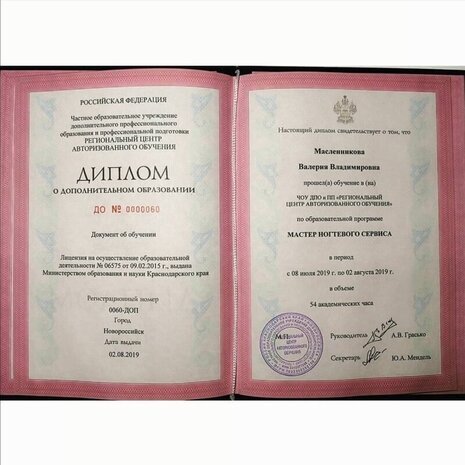 РОССИЙСКАЯ ФЕДЕРАЦИЯ
Частное образовательное учреждение
дополнительного профессионального
образования и профессиональной подготовки
РЕГИОНАЛЬНЫЙ ЦЕНТР
АВТОРИЗОВАННОГО ОБУЧЕНИЯ
ДИПЛОМ
О ДОПОЛНИТЕЛЬНОМ ОБРАЗОВАНИИ
ДО № 0000060
Документ об обучении
Лицензия на осуществление образовательной
деятельности № 06575 от 09.02.2015 г., выдана
Министерством образования и науки Краснодарского края
Регистрационный номер
0060-ДОП
Город
Новороссийск
Дата выдачи
02.08.2019
Настоящий диплом свидетельствует о том, что
Масленникова
Валерия Владимировна
прошел(а) обучение в (на)
ЧОУ ДПО и ПП «РЕГИОНАЛЬНЫЙ
ЦЕНТР АВТОРИЗОВАННОГО ОБУЧЕНИЯ»
по образовательной программе
МАСТЕР НОГТЕВОГО СЕРВИСА
в период
с 08 июля 2019 г. по 02 августа 2019 г.
в объеме
54 академических часа
М.П.
Руководитель А.В. Грасько
Секретарь Ю.А. Мендель
РЕГИОНАЛЬНЫЙ
ЦЕНТР
АВТОРИЗОВАННОГО
ОБУЧЕНИЯ